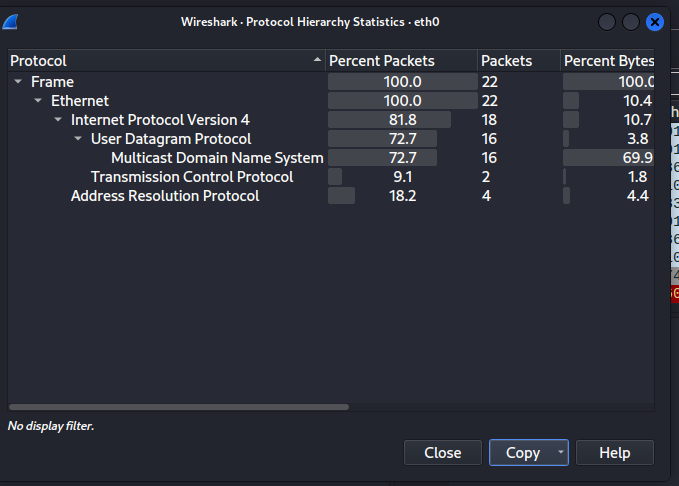 Wireshark · Protocol Hierarchy Statistics · eth0
Protocol Percent Packets Packets Percent Bytes
Frame 100.0 22 100.0
Ethernet 100.0 22 10.4
Internet Protocol Version 4 81.8 18 10.7
User Datagram Protocol 72.7 16 3.8
Multicast Domain Name System 72.7 16 69.9
Transmission Control Protocol 9.1 2 1.8
Address Resolution Protocol 18.2 4 4.4
No display filter.
Close Copy Help